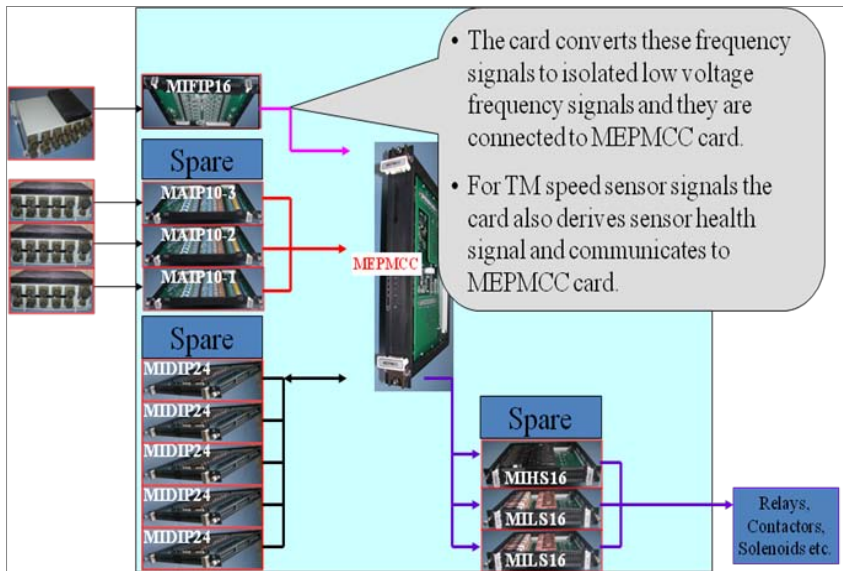 • The card converts these frequency
signals to isolated low voltage
frequency signals and they are
connected to MEPMCC card.
• For TM speed sensor signals the
card also derives sensor health
signal and communicates to
MEPMCC card.
MIFIP16
Spare
MAIP10-3
MAIP10-2
MAIP10-1
MEPMCC
Spare
MIDIP24
MIDIP24
MIDIP24
MIDIP24
MIDIP24
Spare
MIHS16
MILS16
MILS16
Relays,
Contactors,
Solenoids etc.